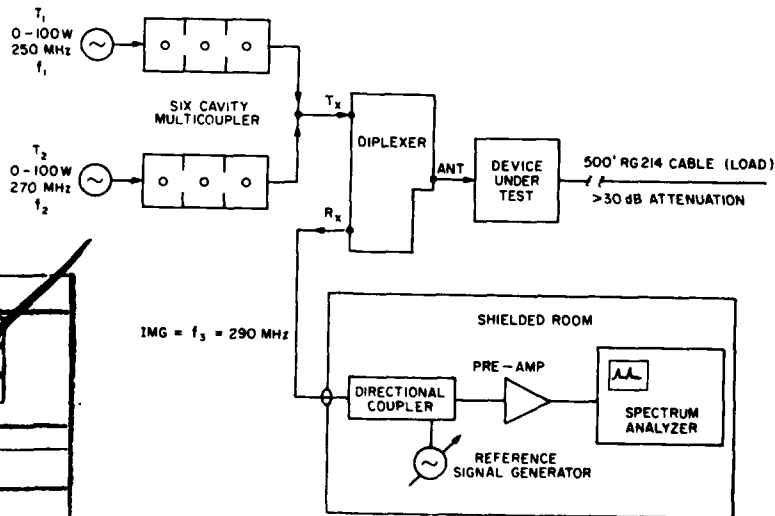 T1
0-100W
250 MHz
f1
SIX CAVITY
MULTICOUPLER
T2
0-100W
270 MHz
f2
Tx
DIPLEXER
ANT
Rx
DEVICE
UNDER
TEST
500' RG214 CABLE (LOAD)
>30 dB ATTENUATION
IMG = f3 = 290 MHz
SHIELDED ROOM
DIRECTIONAL
COUPLER
PRE-AMP
SPECTRUM
ANALYZER
REFERENCE
SIGNAL GENERATOR